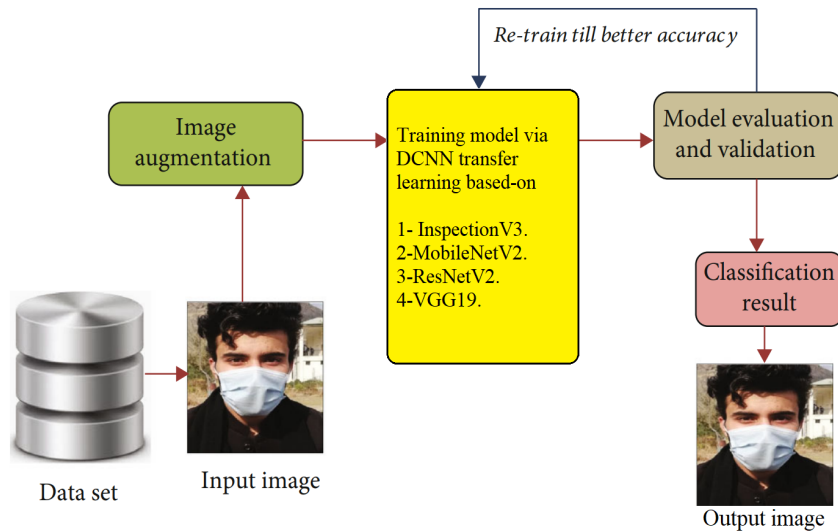 Re-train till better accuracy
Image
augmentation
Training model via
DCNN transfer
learning based-on
1- InspectionV3.
2-MobileNetV2.
3-ResNetV2.
4-VGG19.
Model evaluation
and validation
Classification
result
Data set
Input image
Output image